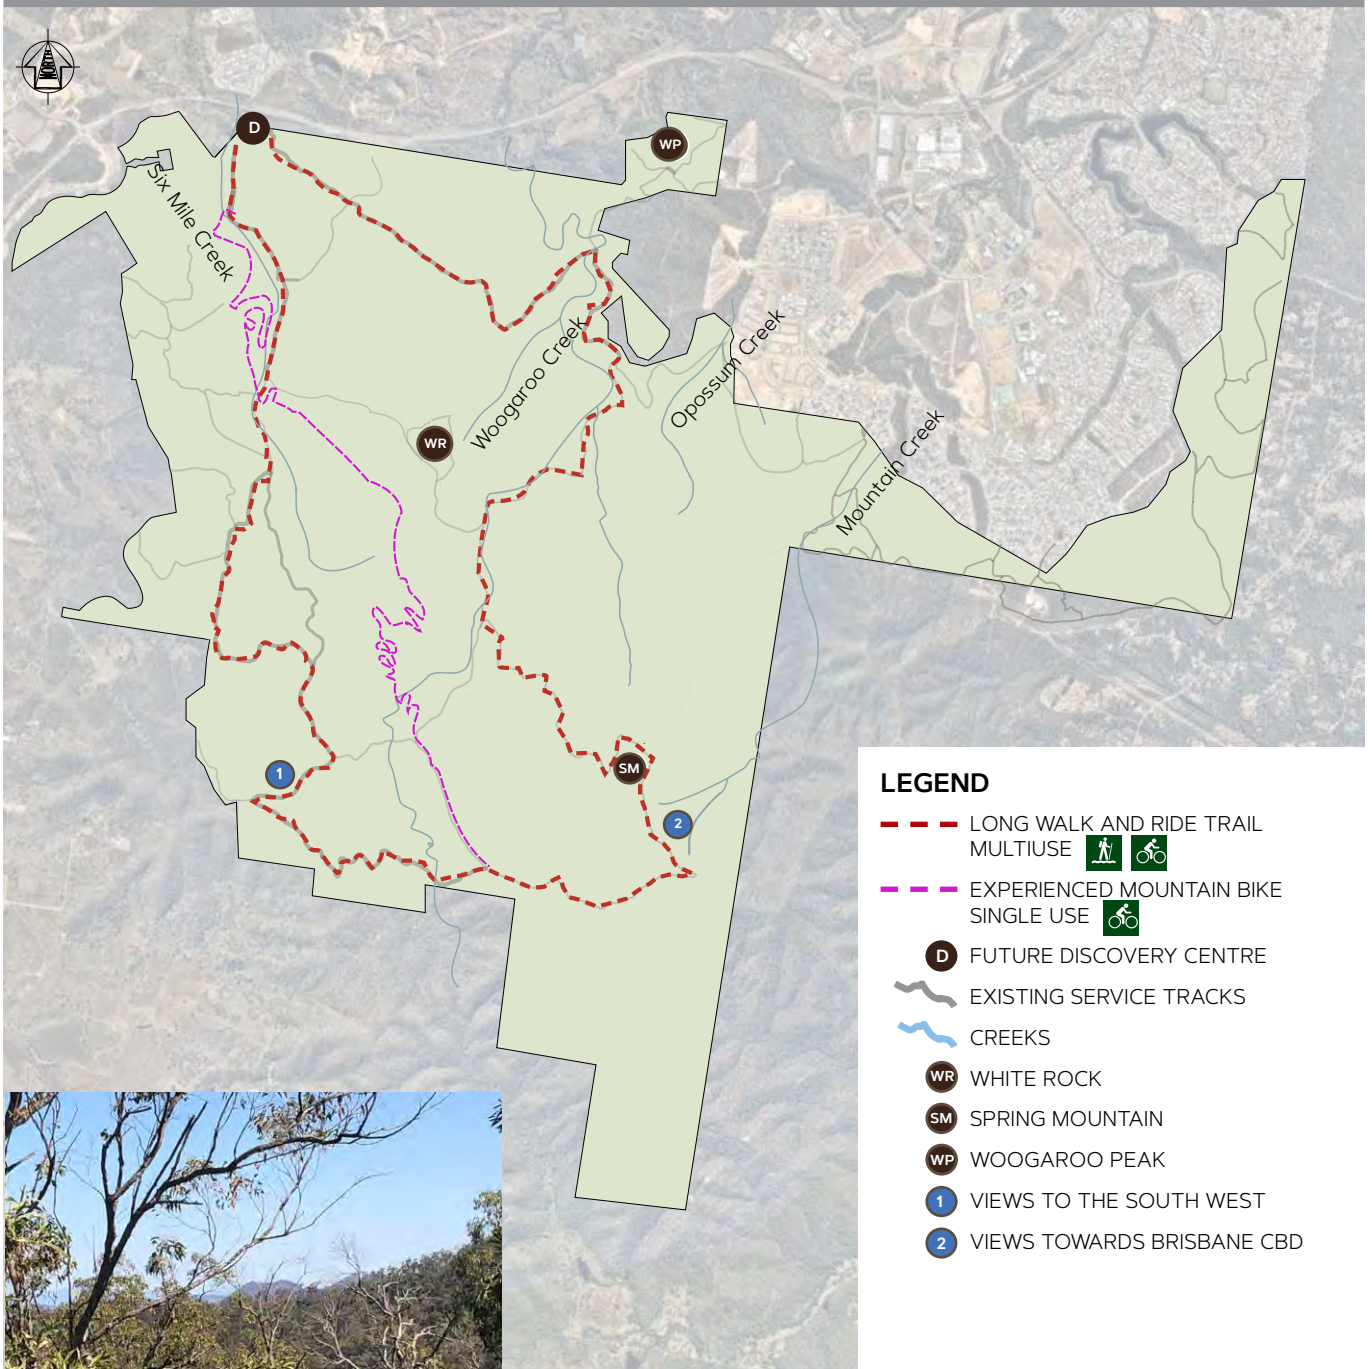 NORTH
D
WP
Six Mile Creek
Woogaroo Creek
Opossum Creek
Mountain Creek
WR
SM
1
2
LEGEND
LONG WALK AND RIDE TRAIL
MULTIUSE
EXPERIENCED MOUNTAIN BIKE
SINGLE USE
D FUTURE DISCOVERY CENTRE
EXISTING SERVICE TRACKS
CREEKS
WR WHITE ROCK
SM SPRING MOUNTAIN
WP WOOGAROO PEAK
1 VIEWS TO THE SOUTH WEST
2 VIEWS TOWARDS BRISBANE CBD